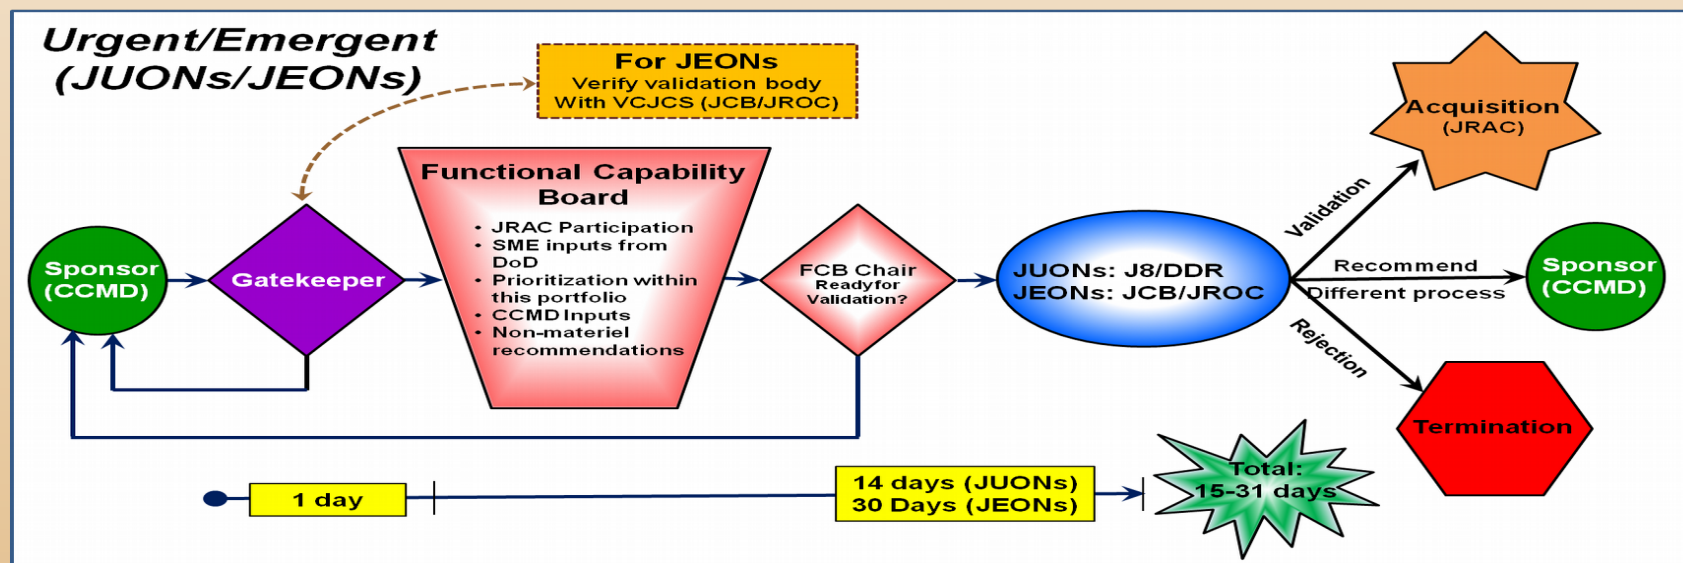 Urgent/Emergent
(JUONs/JEONs)
For JEONs
Verify validation body
With VCJCS (JCB/JROC)
Sponsor
(CCMD)
Gatekeeper
Functional Capability
Board
• JRAC Participation
• SME inputs from
DoD
• Prioritization within
this portfolio
• CCMD Inputs
• Non-materiel
recommendations
FCB Chair
Ready for
Validation?
JUONs: J8/DDR
JEONs: JCB/JROC
Validation
Recommend
Different process
Rejection
Acquisition
(JRAC)
Sponsor
(CCMD)
Termination
1 day
14 days (JUONs)
30 Days (JEONs)
Total:
15-31 days